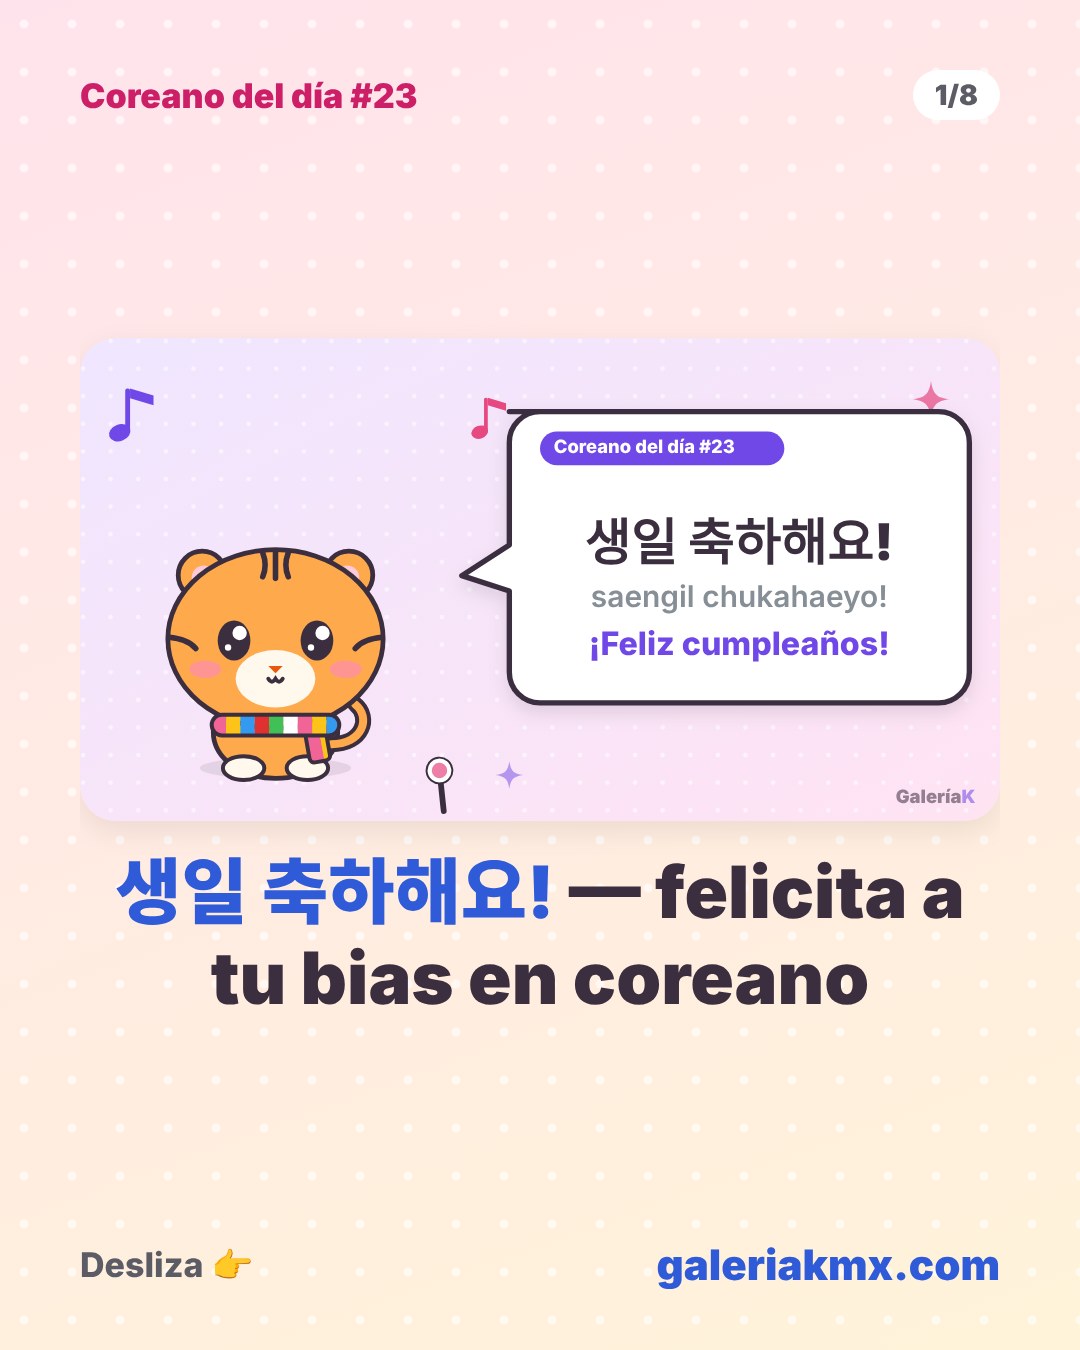 Coreano del día #23
1/8
Coreano del día #23
생일 축하해요!
saengil chukahaeyo!
¡Feliz cumpleaños!
GaleríaK
생일 축하해요! — felicita a
tu bias en coreano
Desliza 👉
galeriakmx.com